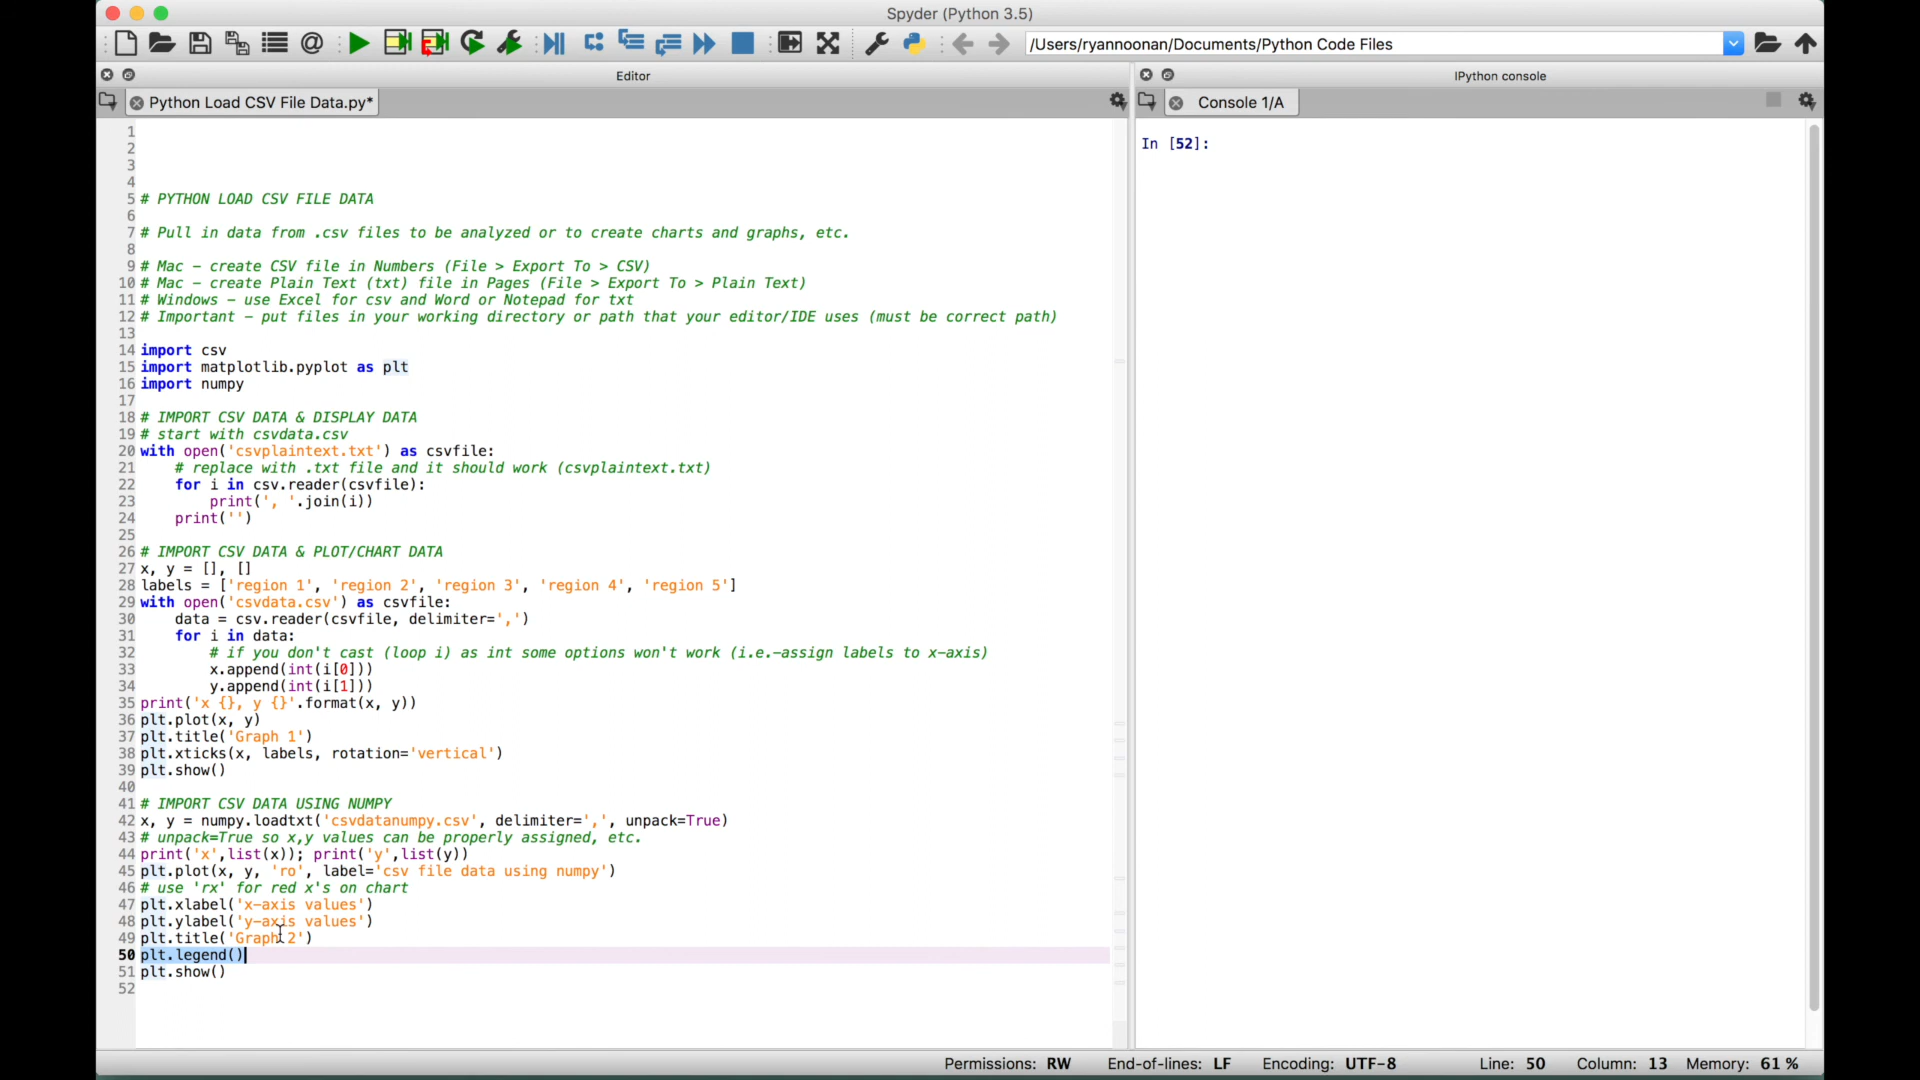 Spyder (Python 3.5)
/Users/ryannoonan/Documents/Python Code Files
Editor
IPython console
Python Load CSV File Data.py*
Console 1/A
1
2
3
4
5 # PYTHON LOAD CSV FILE DATA
6
7 # Pull in data from .csv files to be analyzed or to create charts and graphs, etc.
8
9 # Mac – create CSV file in Numbers (File > Export To > CSV)
10 # Mac – create Plain Text (txt) file in Pages (File > Export To > Plain Text)
11 # Windows – use Excel for csv and Word or Notepad for txt
12 # Important – put files in your working directory or path that your editor/IDE uses (must be correct path)
13
14 import csv
15 import matplotlib.pyplot as plt
16 import numpy
17
18 # IMPORT CSV DATA & DISPLAY DATA
19 # start with csvdata.csv
20 with open('csvplaintext.txt') as csvfile:
21     # replace with .txt file and it should work (csvplaintext.txt)
22     for i in csv.reader(csvfile):
23         print(', '.join(i))
24     print('')
25
26 # IMPORT CSV DATA & PLOT/CHART DATA
27 x, y = [], []
28 labels = ['region 1', 'region 2', 'region 3', 'region 4', 'region 5']
29 with open('csvdata.csv') as csvfile:
30     data = csv.reader(csvfile, delimiter=',')
31     for i in data:
32         # if you don't cast (loop i) as int some options won't work (i.e.-assign labels to x-axis)
33         x.append(int(i[0]))
34         y.append(int(i[1]))
35 print('x {}, y {}'.format(x, y))
36 plt.plot(x, y)
37 plt.title('Graph 1')
38 plt.xticks(x, labels, rotation='vertical')
39 plt.show()
40
41 # IMPORT CSV DATA USING NUMPY
42 x, y = numpy.loadtxt('csvdatanumpy.csv', delimiter=',', unpack=True)
43 # unpack=True so x,y values can be properly assigned, etc.
44 print('x',list(x)); print('y',list(y))
45 plt.plot(x, y, 'ro', label='csv file data using numpy')
46 # use 'rx' for red x's on chart
47 plt.xlabel('x-axis values')
48 plt.ylabel('y-axis values')
49 plt.title('Graph 2')
50 plt.legend()
51 plt.show()
52
In [52]:
Permissions: RW End-of-lines: LF Encoding: UTF-8 Line: 50 Column: 13 Memory: 61 %